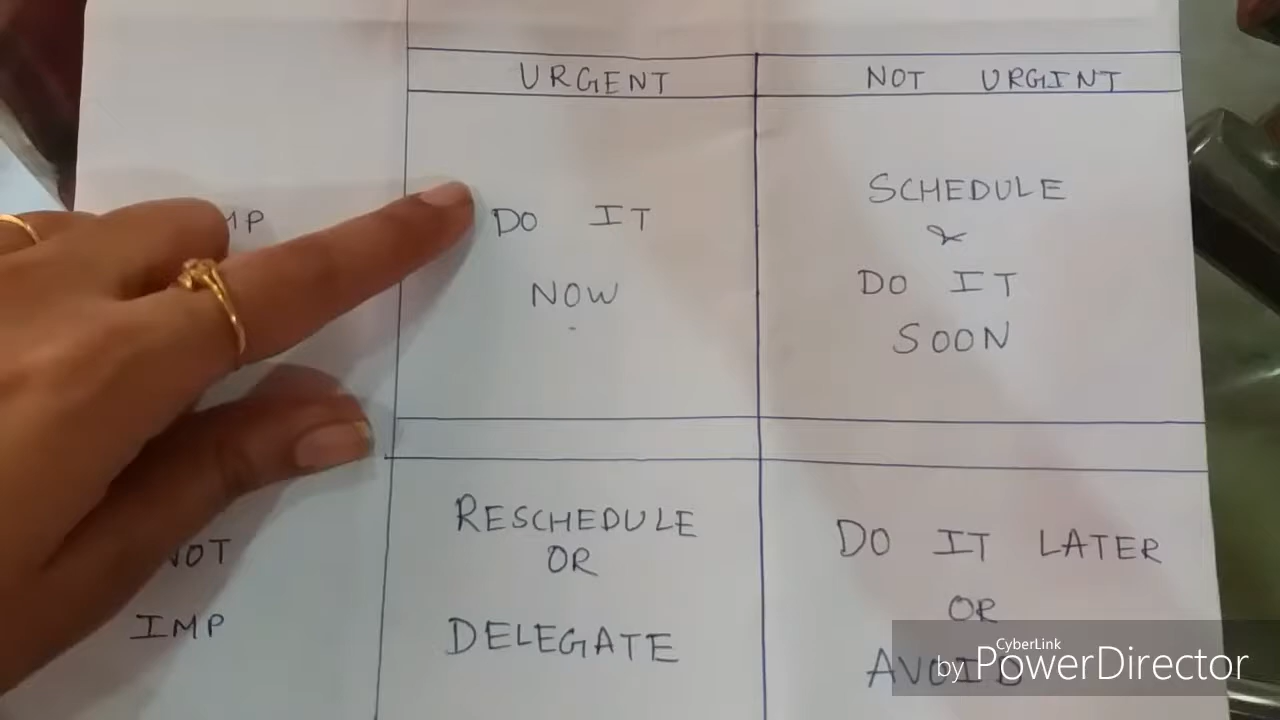 URGENT NOT URGINT
MP
DO IT
NOW
SCHEDULE
&
DO IT
SOON
NOT
IMP
RESCHEDULE
OR
DELEGATE
DO IT LATER
OR
AVOID
CyberLink
by PowerDirector